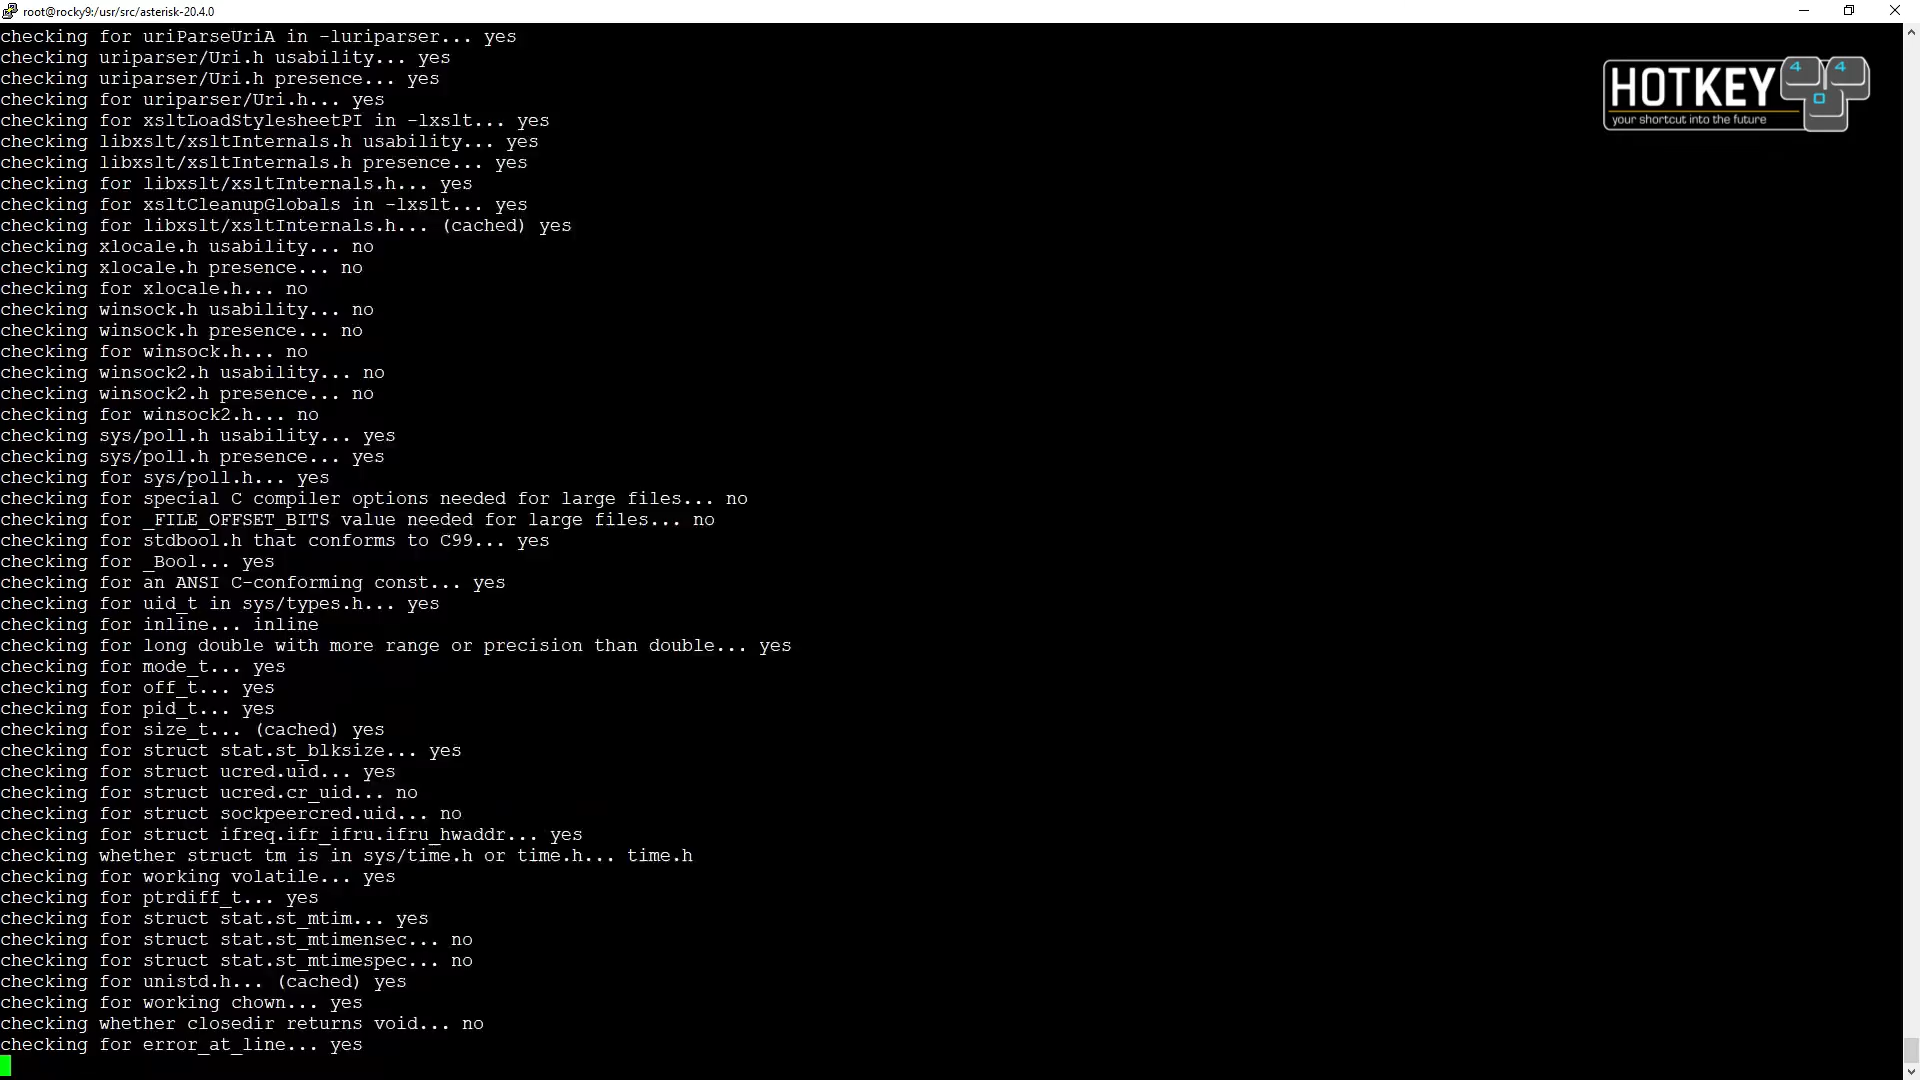 root@rocky9:/usr/src/asterisk-20.4.0
checking for uriParseUriA in -luriparser... yes
checking uriparser/Uri.h usability... yes
checking uriparser/Uri.h presence... yes
checking for uriparser/Uri.h... yes
checking for xsltLoadStylesheetPI in -lxslt... yes
checking libxslt/xsltInternals.h usability... yes
checking libxslt/xsltInternals.h presence... yes
checking for libxslt/xsltInternals.h... yes
checking for xsltCleanupGlobals in -lxslt... yes
checking for libxslt/xsltInternals.h... (cached) yes
checking xlocale.h usability... no
checking xlocale.h presence... no
checking for xlocale.h... no
checking winsock.h usability... no
checking winsock.h presence... no
checking for winsock.h... no
checking winsock2.h usability... no
checking winsock2.h presence... no
checking for winsock2.h... no
checking sys/poll.h usability... yes
checking sys/poll.h presence... yes
checking for sys/poll.h... yes
checking for special C compiler options needed for large files... no
checking for _FILE_OFFSET_BITS value needed for large files... no
checking for stdbool.h that conforms to C99... yes
checking for _Bool... yes
checking for an ANSI C-conforming const... yes
checking for uid_t in sys/types.h... yes
checking for inline... inline
checking for long double with more range or precision than double... yes
checking for mode_t... yes
checking for off_t... yes
checking for pid_t... yes
checking for size_t... (cached) yes
checking for struct stat.st_blksize... yes
checking for struct ucred.uid... yes
checking for struct ucred.cr_uid... no
checking for struct sockpeercred.uid... no
checking for struct ifreq.ifr_ifru.ifru_hwaddr... yes
checking whether struct tm is in sys/time.h or time.h... time.h
checking for working volatile... yes
checking for ptrdiff_t... yes
checking for struct stat.st_mtim... yes
checking for struct stat.st_mtimensec... no
checking for struct stat.st_mtimespec... no
checking for unistd.h... (cached) yes
checking for working chown... yes
checking whether closedir returns void... no
checking for error_at_line... yes
HOTKEY 4 4
your shortcut into the future